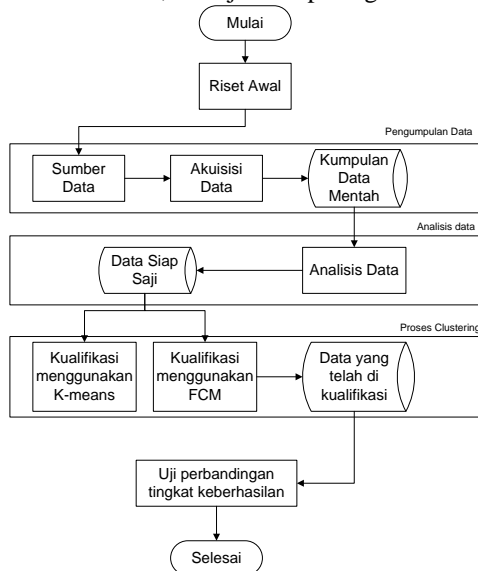 Mulai
Riset Awal
Pengumpulan Data
Sumber
Data
Akuisisi
Data
Kumpulan
Data
Mentah
Analisis data
Data Siap
Saji
Analisis Data
Proses Clustering
Kualifikasi
menggunakan
K-means
Kualifikasi
menggunakan
FCM
Data yang
telah di
kualifikasi
Uji perbandingan
tingkat keberhasilan
Selesai